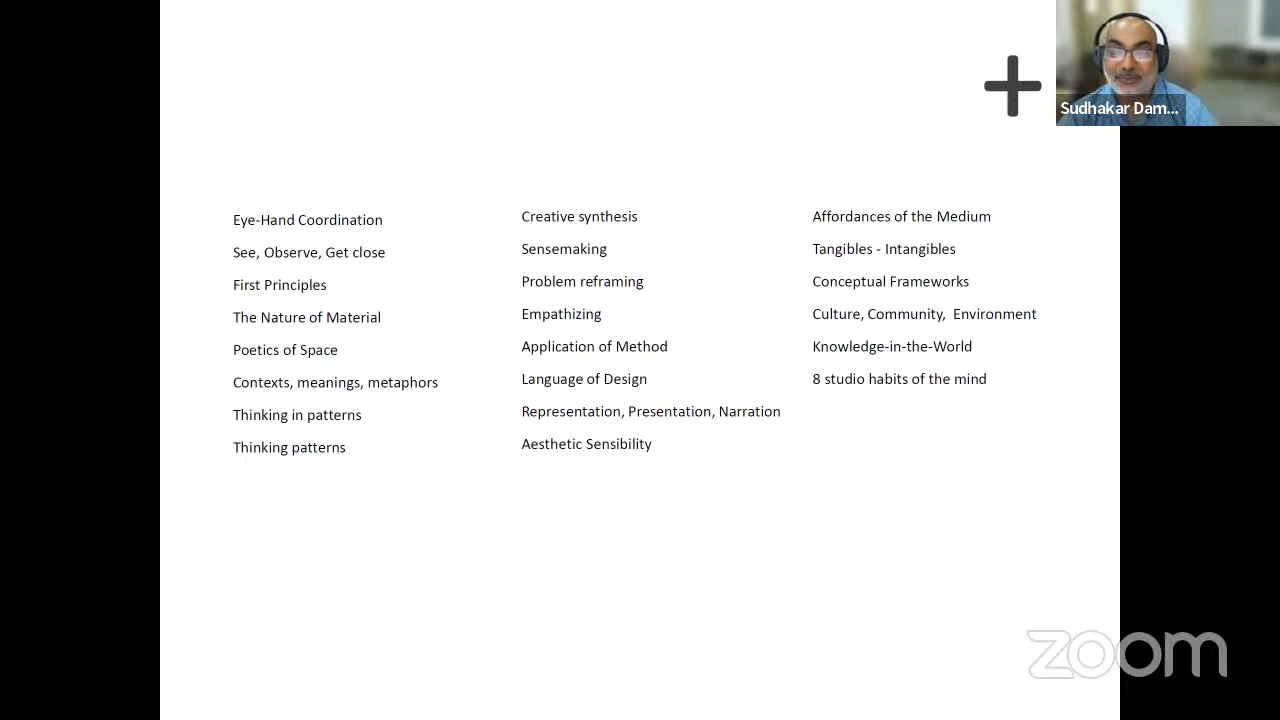 Sudhakar Dam...
Eye-Hand Coordination
See, Observe, Get close
First Principles
The Nature of Material
Poetics of Space
Contexts, meanings, metaphors
Thinking in patterns
Thinking patterns
Creative synthesis
Sensemaking
Problem reframing
Empathizing
Application of Method
Language of Design
Representation, Presentation, Narration
Aesthetic Sensibility
Affordances of the Medium
Tangibles - Intangibles
Conceptual Frameworks
Culture, Community,  Environment
Knowledge-in-the-World
8 studio habits of the mind
zoom